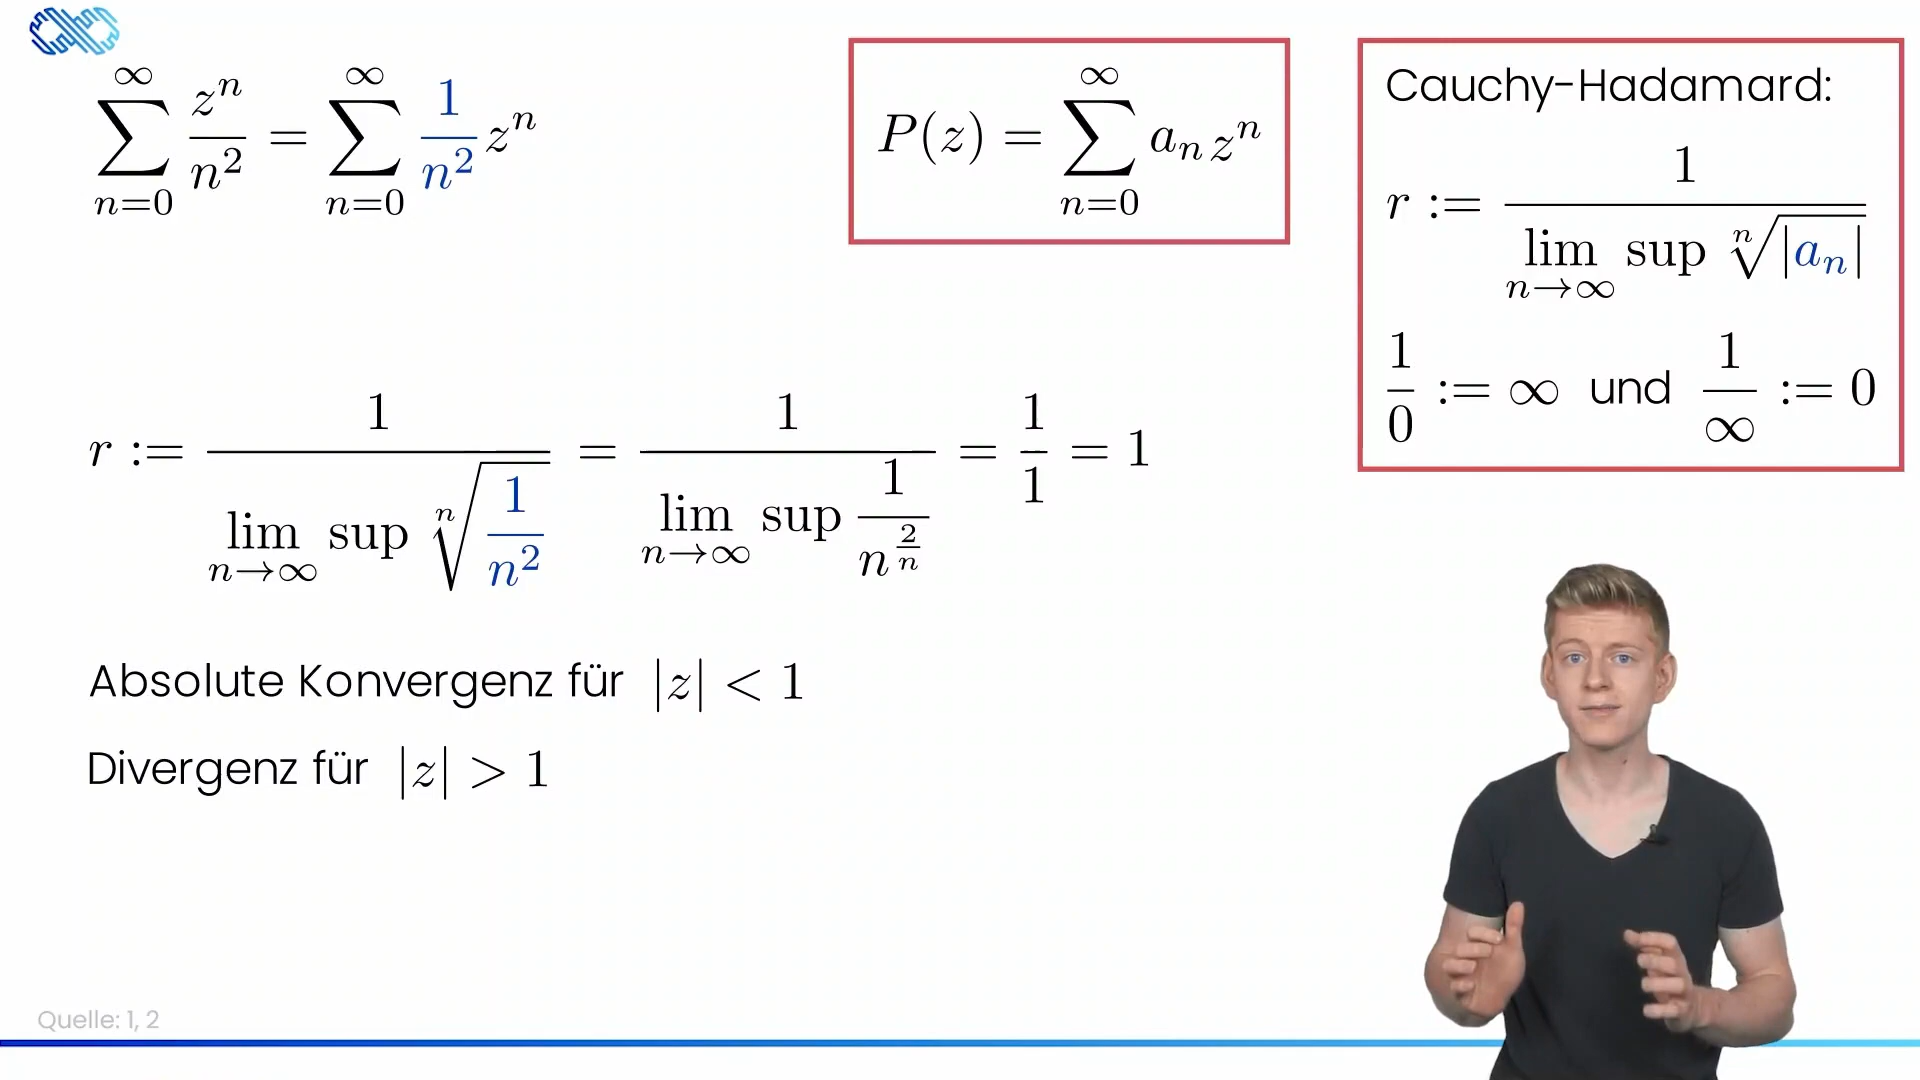 ∑_{n=0}^{∞} z^n/n^2 = ∑_{n=0}^{∞} 1/n^2 z^n
P(z) = ∑_{n=0}^{∞} a_n z^n
Cauchy-Hadamard:
r := 1/(lim sup_{n→∞} ⁿ√|a_n|)
1/0 := ∞ und 1/∞ := 0
r := 1/(lim sup_{n→∞} ⁿ√(1/n^2)) = 1/(lim sup_{n→∞} 1/n^{2/n}) = 1/1 = 1
Absolute Konvergenz für |z| < 1
Divergenz für |z| > 1
Quelle: 1, 2